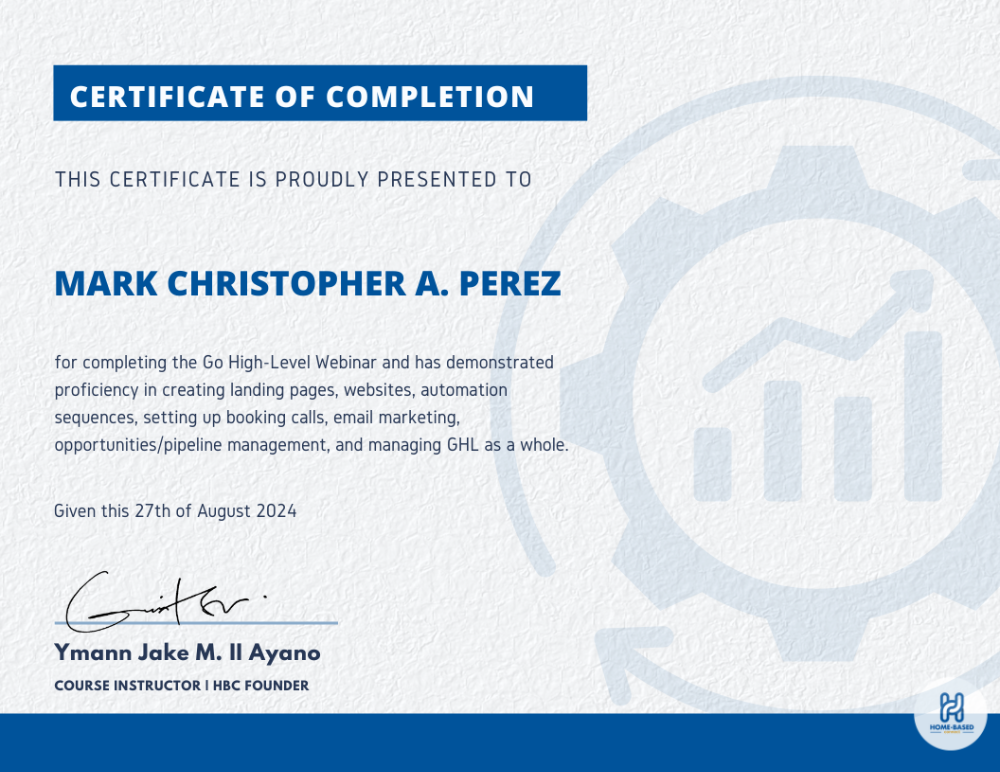 CERTIFICATE OF COMPLETION
THIS CERTIFICATE IS PROUDLY PRESENTED TO
MARK CHRISTOPHER A. PEREZ
for completing the Go High-Level Webinar and has demonstrated
proficiency in creating landing pages, websites, automation
sequences, setting up booking calls, email marketing,
opportunities/pipeline management, and managing GHL as a whole.
Given this 27th of August 2024
Ymann Jake M. II Ayano
COURSE INSTRUCTOR | HBC FOUNDER
HOME-BASED